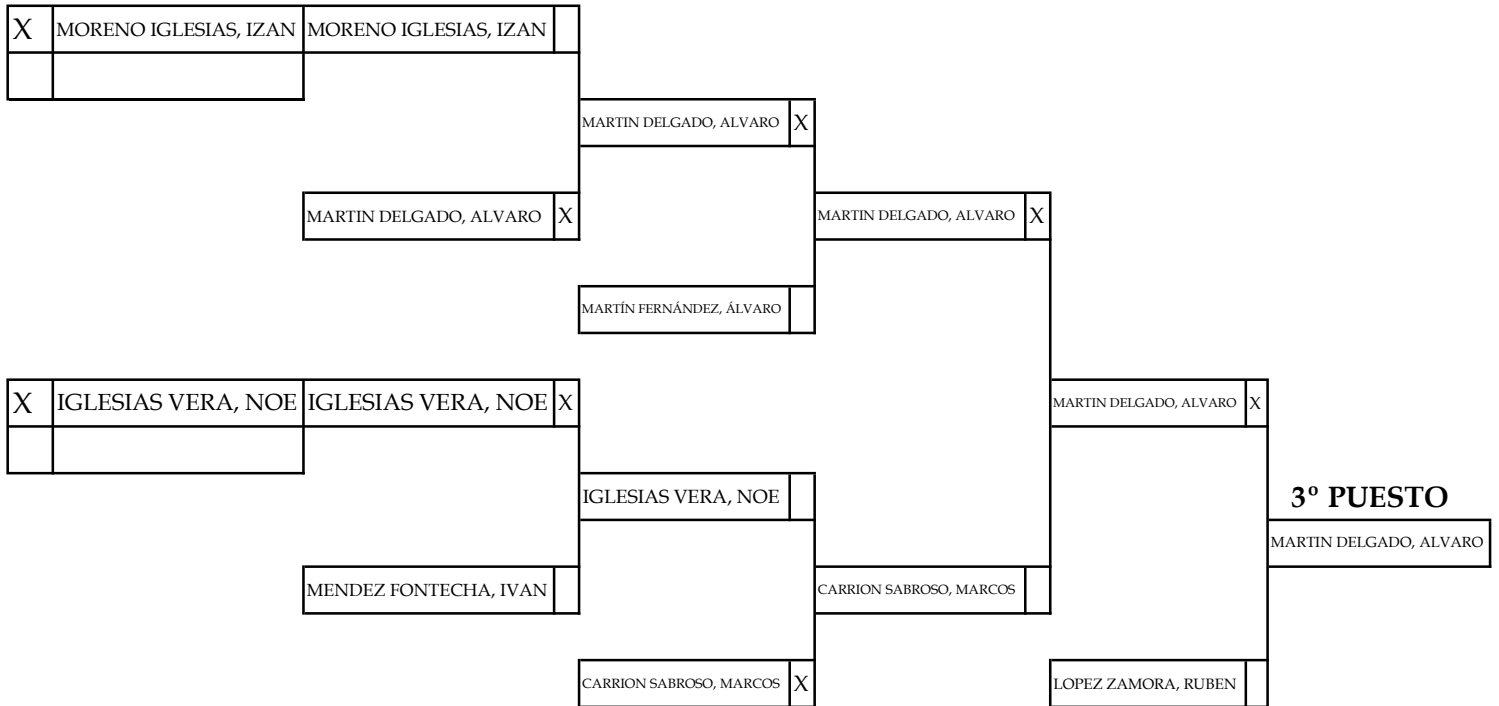 X MORENO IGLESIAS, IZAN MORENO IGLESIAS, IZAN
MARTIN DELGADO, ALVARO X
MARTIN DELGADO, ALVARO X MARTIN DELGADO, ALVARO X
MARTÍN FERNÁNDEZ, ÁLVARO
X IGLESIAS VERA, NOE IGLESIAS VERA, NOE X MARTIN DELGADO, ALVARO X
IGLESIAS VERA, NOE 3º PUESTO
MARTIN DELGADO, ALVARO
MENDEZ FONTECHA, IVAN CARRION SABROSO, MARCOS
CARRION SABROSO, MARCOS X LOPEZ ZAMORA, RUBEN